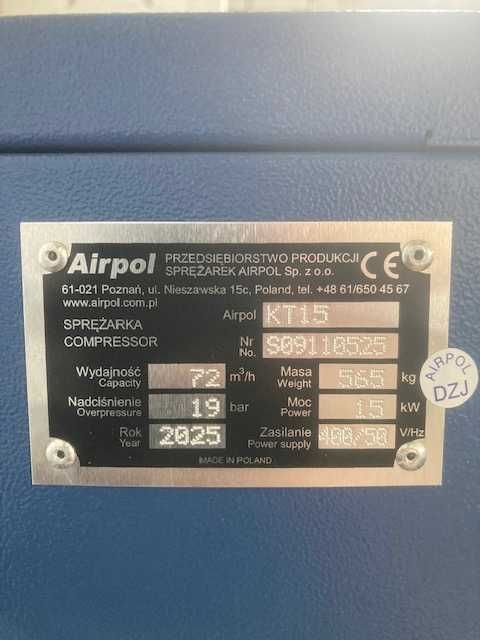 Airpol PRZEDSIĘBIORSTWO PRODUKCJI
SPRĘŻAREK AIRPOL Sp. z o.o. CE
61-021 Poznań, ul. Nieszawska 15c, Poland, tel. +48 61/650 45 67
www.airpol.com.pl
SPRĘŻARKA
COMPRESSOR
Airpol KT15
Nr
No. S09110525
Wydajność
Capacity 72 m³/h
Masa
Weight 565 kg
Nadciśnienie
Overpressure 19 bar
Moc
Power 15 kW
Rok
Year 2025
Zasilanie
Power supply 400/50 V/Hz
MADE IN POLAND
AIRPOL
DZJ